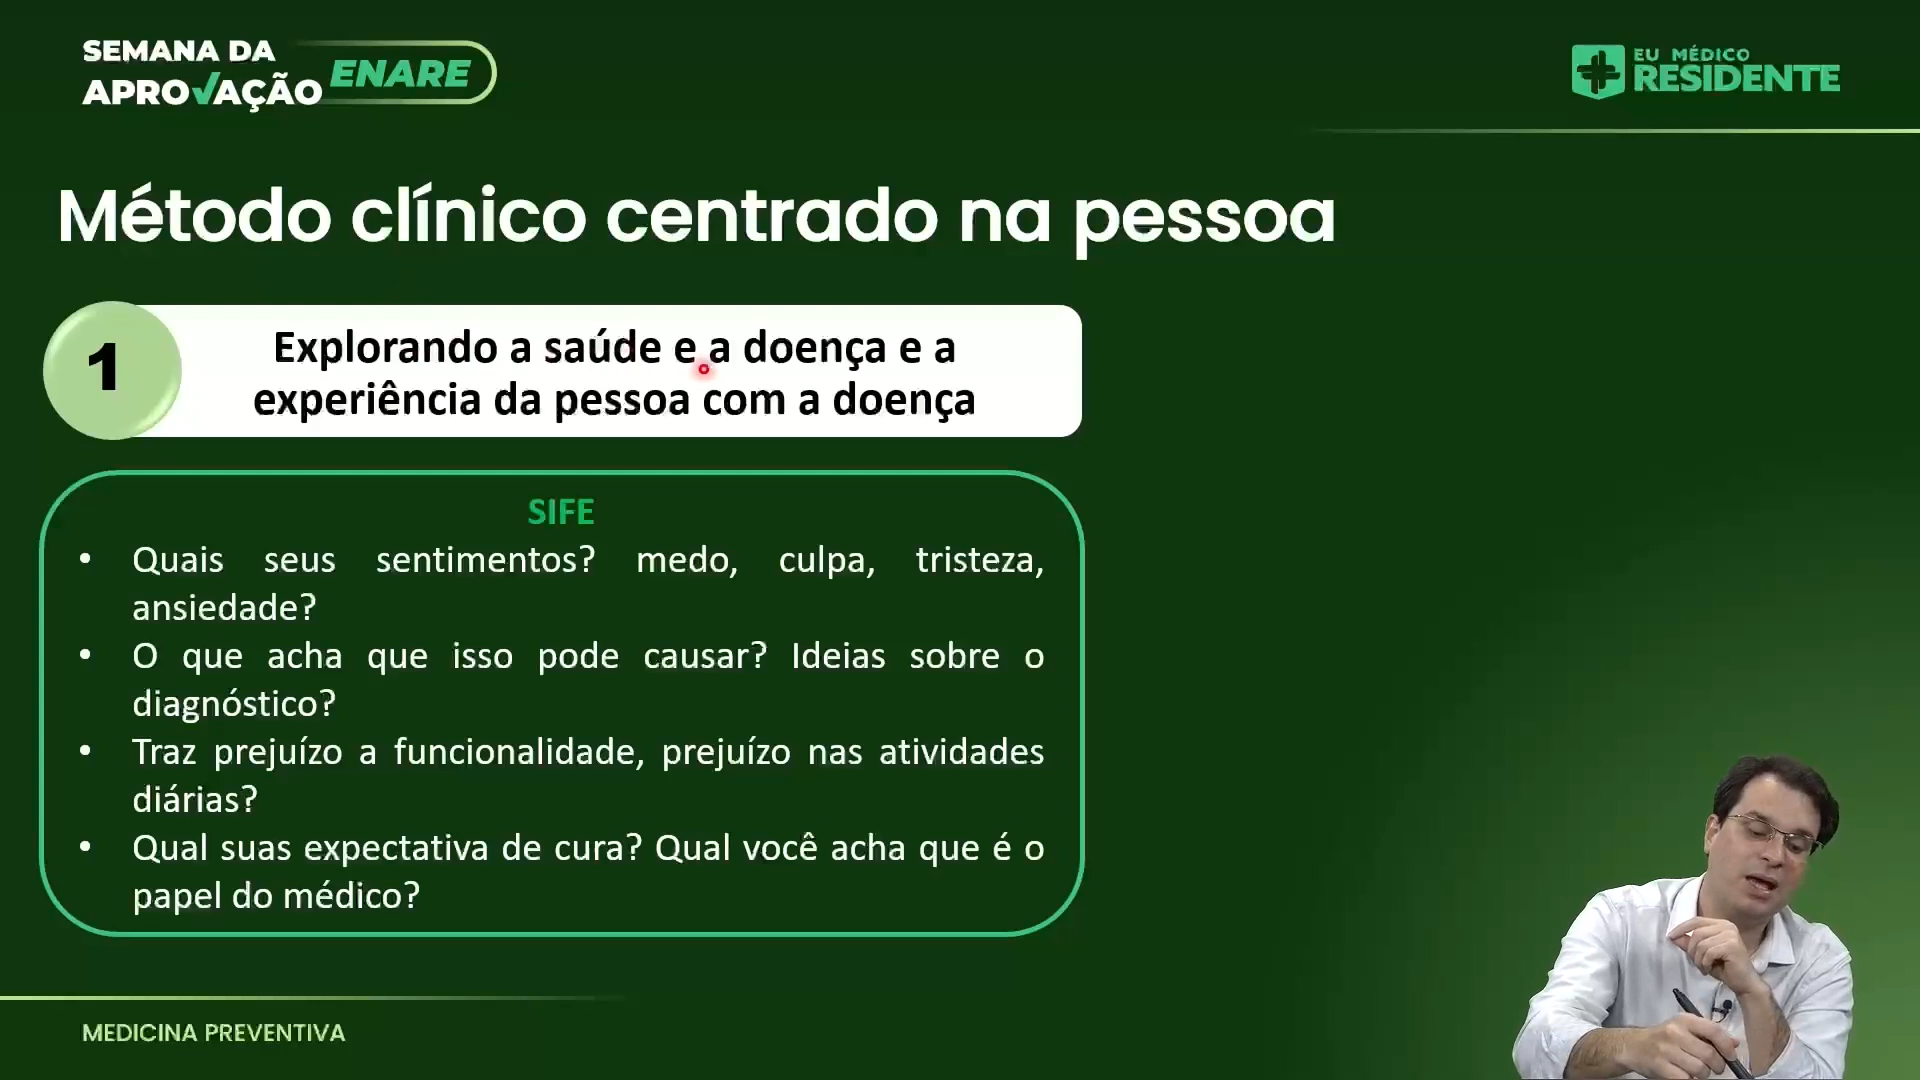 SEMANA DA
APROVAÇÃO ENARE
EU MÉDICO
RESIDENTE
Método clínico centrado na pessoa
1
Explorando a saúde e a doença e a
experiência da pessoa com a doença
SIFE
• Quais seus sentimentos? medo, culpa, tristeza,
ansiedade?
• O que acha que isso pode causar? Ideias sobre o
diagnóstico?
• Traz prejuízo a funcionalidade, prejuízo nas atividades
diárias?
• Qual suas expectativa de cura? Qual você acha que é o
papel do médico?
MEDICINA PREVENTIVA